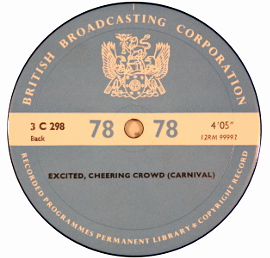 BRITISH BROADCASTING CORPORATION
3 C 298
Back
78 78
4'05"
12RM 99992
EXCITED, CHEERING CROWD (CARNIVAL)
RECORDED PROGRAMMES PERMANENT LIBRARY ★ COPYRIGHT RECORD